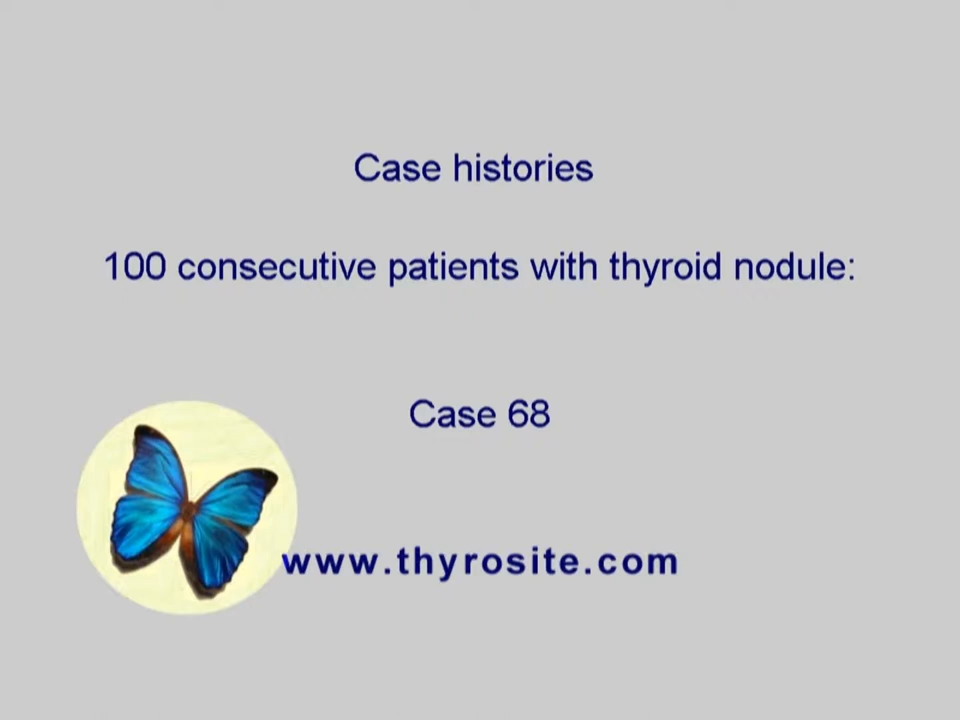 Case histories
100 consecutive patients with thyroid nodule:
Case 68
www.thyrosite.com